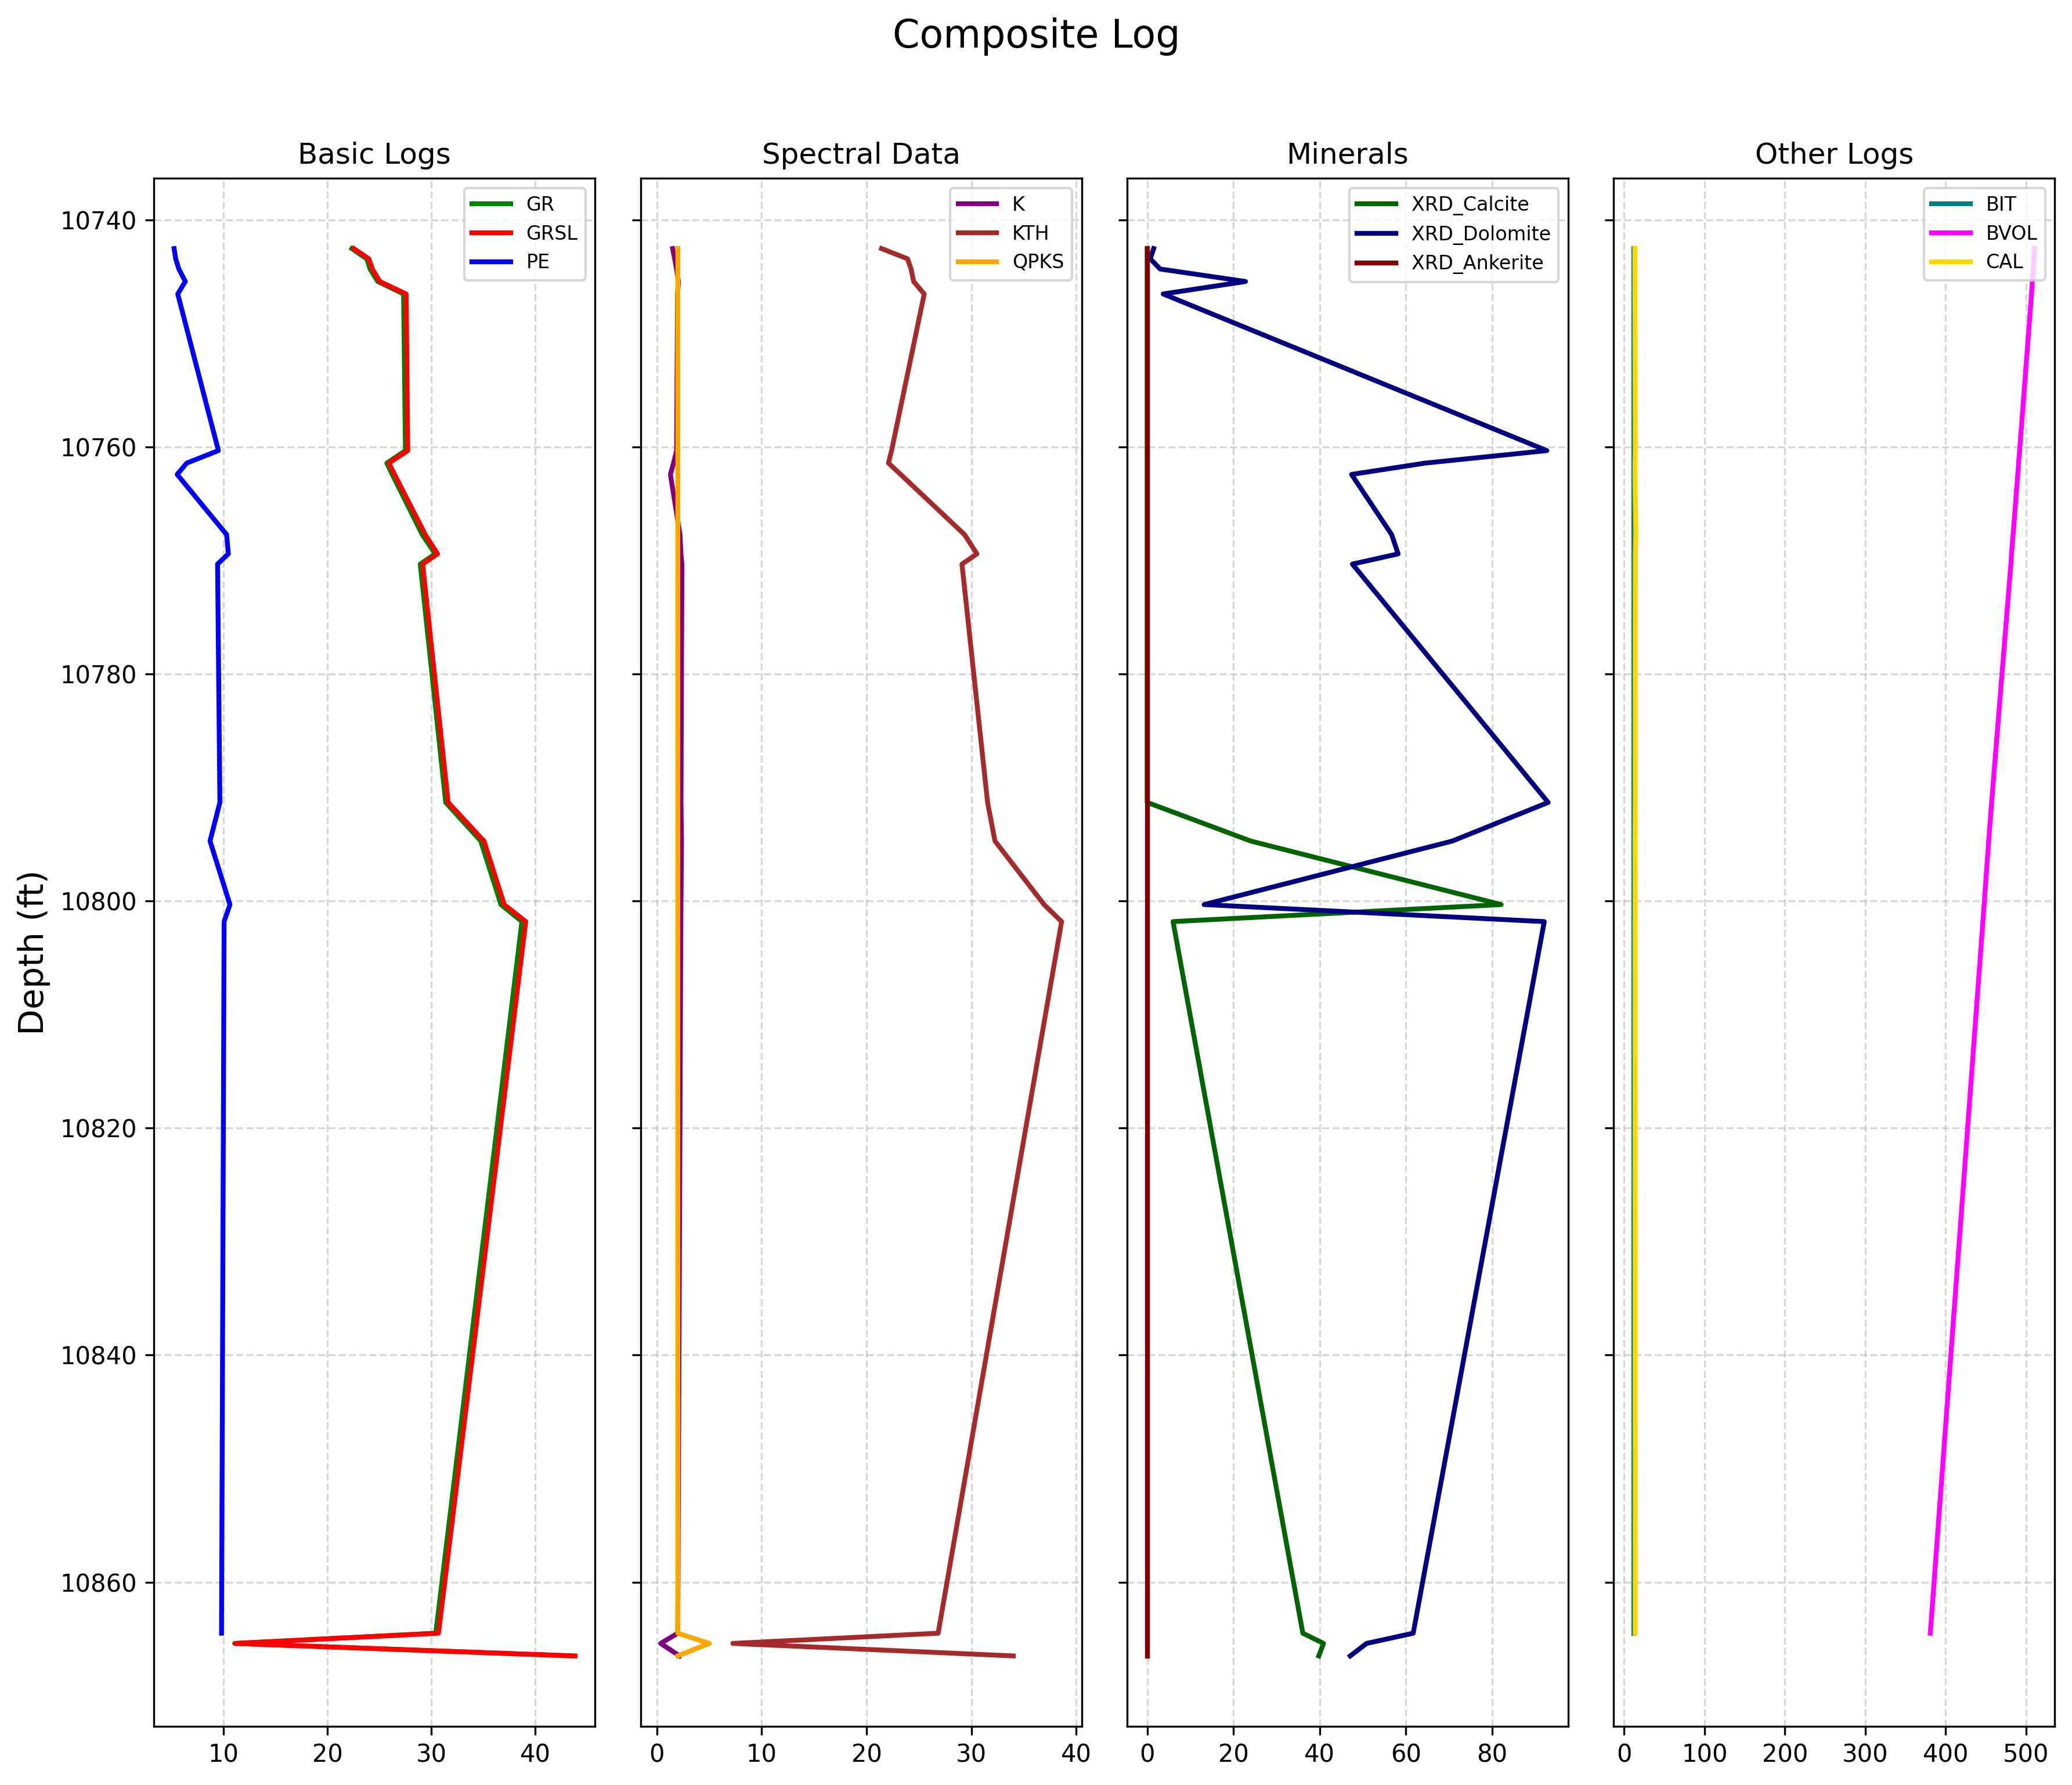 Composite Log
Basic Logs
Spectral Data
Minerals
Other Logs
GR
GRSL
PE
K
KTH
QPKS
XRD_Calcite
XRD_Dolomite
XRD_Ankerite
BIT
BVOL
CAL
Depth (ft)
10740
10760
10780
10800
10820
10840
10860
10 20 30 40
0 10 20 30 40
0 20 40 60 80
0 100 200 300 400 500